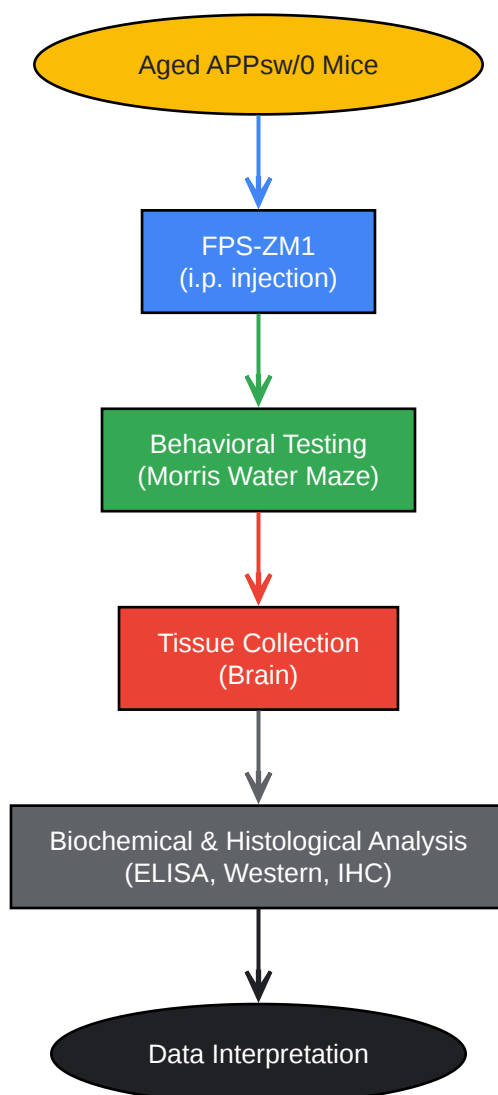 Aged APPsw/0 Mice
FPS-ZM1
(i.p. injection)
Behavioral Testing
(Morris Water Maze)
Tissue Collection
(Brain)
Biochemical & Histological Analysis
(ELISA, Western, IHC)
Data Interpretation